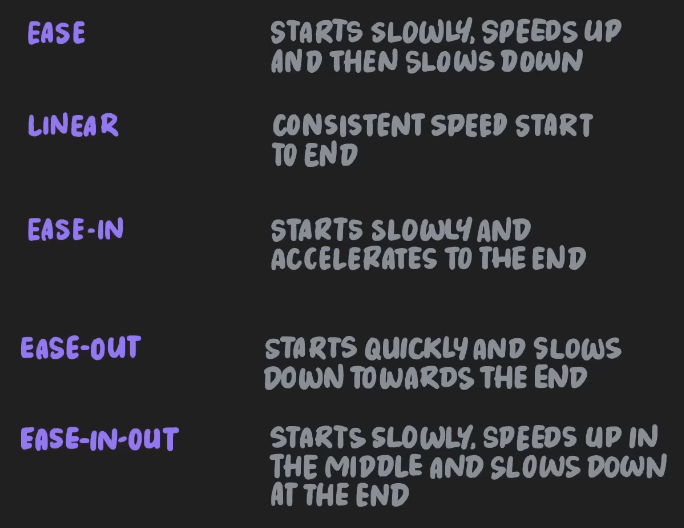 EASE STARTS SLOWLY, SPEEDS UP
AND THEN SLOWS DOWN
LINEAR CONSISTENT SPEED START
TO END
EASE-IN STARTS SLOWLY AND
ACCELERATES TO THE END
EASE-OUT STARTS QUICKLY AND SLOWS
DOWN TOWARDS THE END
EASE-IN-OUT STARTS SLOWLY, SPEEDS UP IN
THE MIDDLE AND SLOWS DOWN
AT THE END